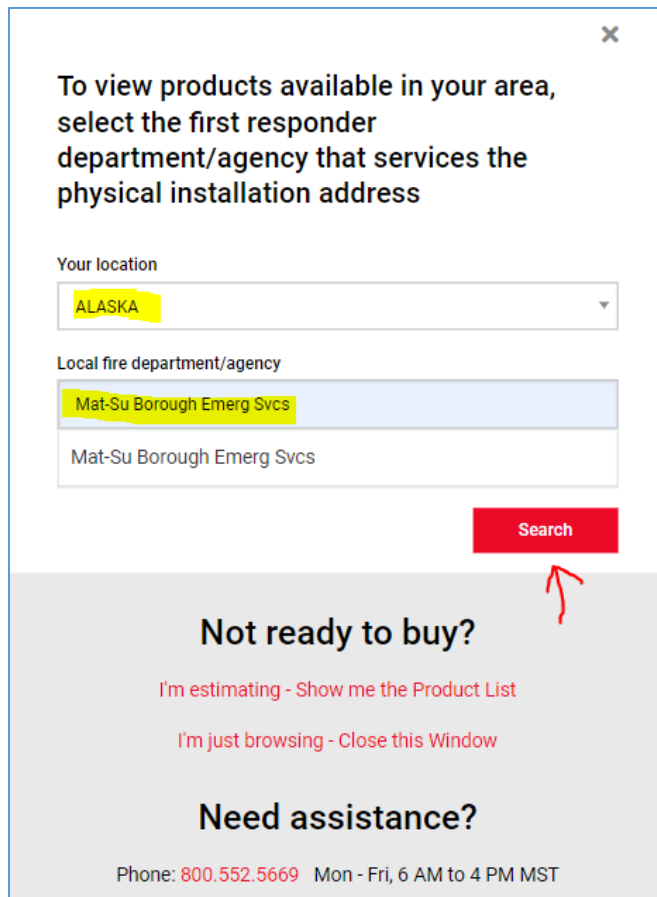 To view products available in your area,
select the first responder
department/agency that services the
physical installation address
Your location
ALASKA
Local fire department/agency
Mat-Su Borough Emerg Svcs
Mat-Su Borough Emerg Svcs
Search
Not ready to buy?
I'm estimating - Show me the Product List
I'm just browsing - Close this Window
Need assistance?
Phone: 800.552.5669 Mon - Fri, 6 AM to 4 PM MST